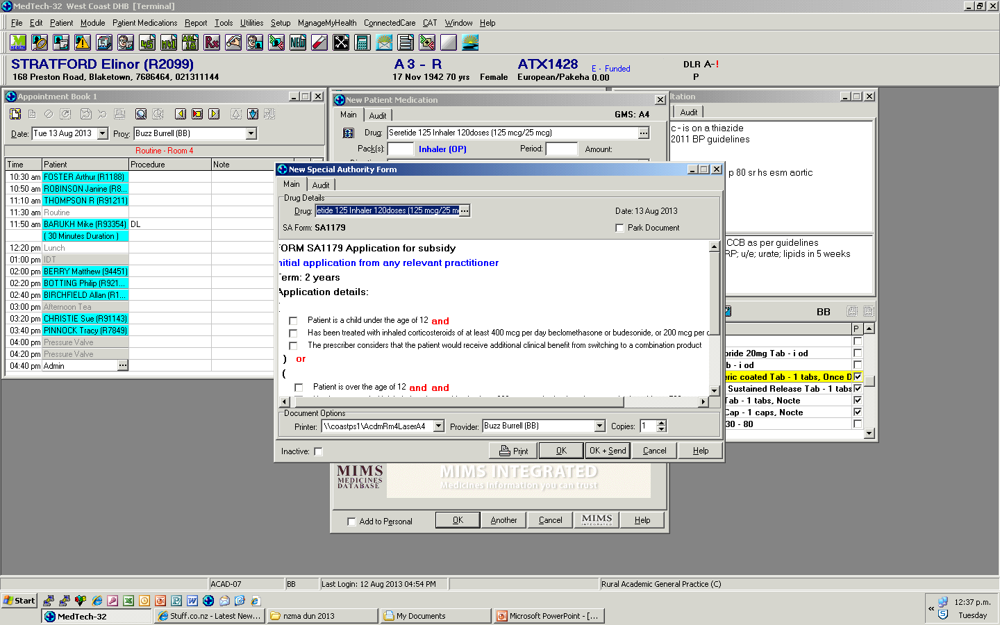 MedTech-32 West Coast DHB [Terminal]
File Edit Patient Module Patient Medications Report Tools Utilities Setup ManageMyHealth ConnectedCare CAT Window Help
STRATFORD Elinor (R2099) A 3 - R ATX1428 E - Funded DLR A-!
168 Preston Road, Blaketown, 7686464, 021311144 17 Nov 1942 70 yrs Female European/Pakeha 0.00 P
Appointment Book 1
Date: Tue 13 Aug 2013 Prov: Buzz Burrell (BB)
Routine - Room 4
Time Patient Procedure Note
10:30 am FOSTER Arthur (R1188)
10:50 am ROBINSON Janine (R8...
11:10 am THOMPSON R (R91211)
11:30 am Routine
11:50 am BARUKH Mike (R93354) DL
( 30 Minutes Duration )
12:20 pm Lunch
01:00 pm IDT
02:00 pm BERRY Matthew (94451)
02:20 pm BOTTING Philip (R921...
02:40 pm BIRCHFIELD Allan (R1...
03:00 pm Afternoon Tea
03:20 pm CHRISTIE Sue (R91143)
03:40 pm PINNOCK Tracy (R7849)
04:00 pm Pressure Valve
04:20 pm Pressure Valve
04:40 pm Admin ...
New Patient Medication
Main Audit GMS: A4
Drug: Seretide 125 Inhaler 120doses (125 mcg/25 mcg) ...
Pack(s): Inhaler (OP) Period: Amount:
New Special Authority Form
Main Audit
Drug Details
Drug: etide 125 Inhaler 120doses (125 mcg/25 m ... Date: 13 Aug 2013
SA Form: SA1179 Park Document
FORM SA1179 Application for subsidy
Initial application from any relevant practitioner
Term: 2 years
Application details:
Patient is a child under the age of 12 and
Has been treated with inhaled corticosteroids of at least 400 mcg per day beclomethasone or budesonide, or 200 mcg per
The prescriber considers that the patient would receive additional clinical benefit from switching to a combination product
) or
(
Patient is over the age of 12 and and
Document Options
Printer: \\coastps1\AcdmRm4LaserA4 Provider: Buzz Burrell (BB) Copies: 1
Inactive: Print OK OK + Send Cancel Help
MIMS
MEDICINES
DATABASE
MIMS INTEGRATED
Medicines information you can trust
Add to Personal OK Another Cancel MIMS INTEGRATED Help
ltation
Audit
c - is on a thiazide
2011 BP guidelines
p 80 sr hs esm aortic
CCB as per guidelines
RP; u/e; urate; lipids in 5 weeks
BB
P
oride 20mg Tab - i od
b - i od
eric coated Tab - 1 tabs, Once D
Sustained Release Tab - 1 tabs
Tab - 1 tabs, Nocte
Cap - 1 caps, Nocte
30 - 80
ACAD-07 BB Last Login: 12 Aug 2013 04:54 PM Rural Academic General Practice (C)
Start 12:37 p.m.
MedTech-32 Stuff.co.nz - Latest New... nzma dun 2013 My Documents Microsoft PowerPoint - [... Tuesday